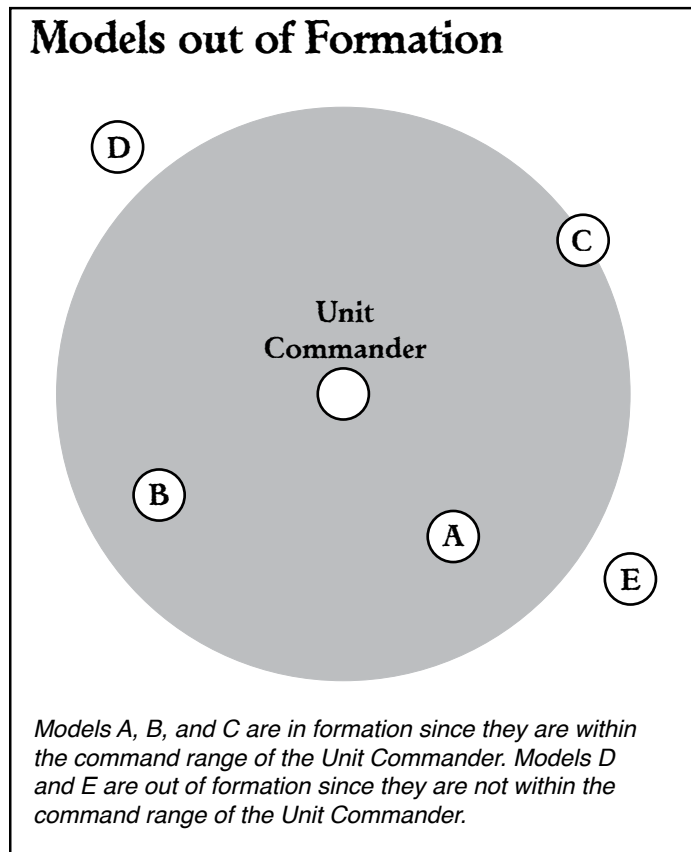 Models out of Formation
D
C
Unit
Commander
B
A
E
Models A, B, and C are in formation since they are within
the command range of the Unit Commander. Models D
and E are out of formation since they are not within the
command range of the Unit Commander.